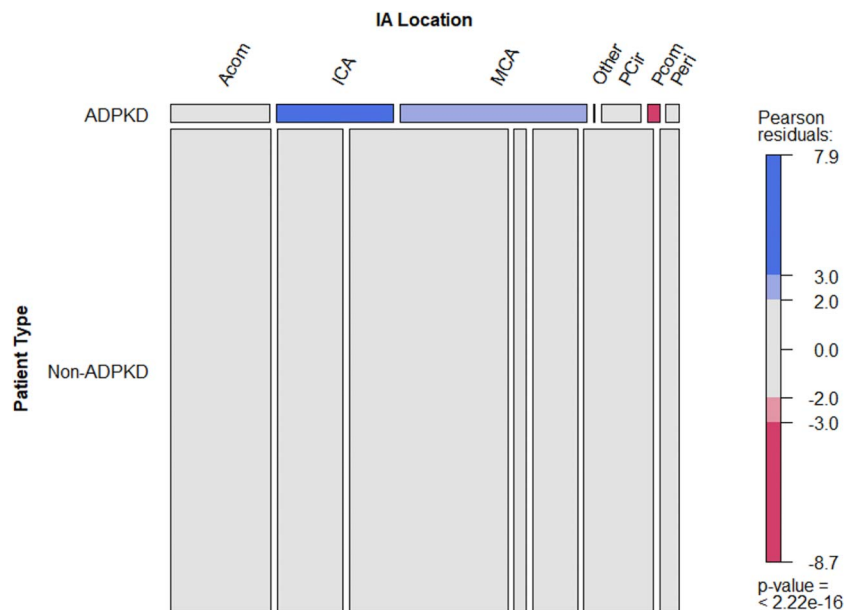 IA Location
Acom
ICA
MCA
Other
PCir
Pcom
Peri
ADPKD
Non-ADPKD
Patient Type
Pearson
residuals:
7.9
3.0
2.0
0.0
-2.0
-3.0
-8.7
p-value =
< 2.22e-16